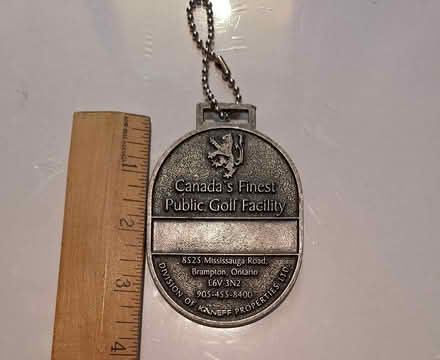 Canada's Finest
Public Golf Facility
8525 Mississauga Road.
Brampton, Ontario
L6V 3N2
905-455-8400
DIVISION OF KANEFF PROPERTIES LTD.
1
2
3
4